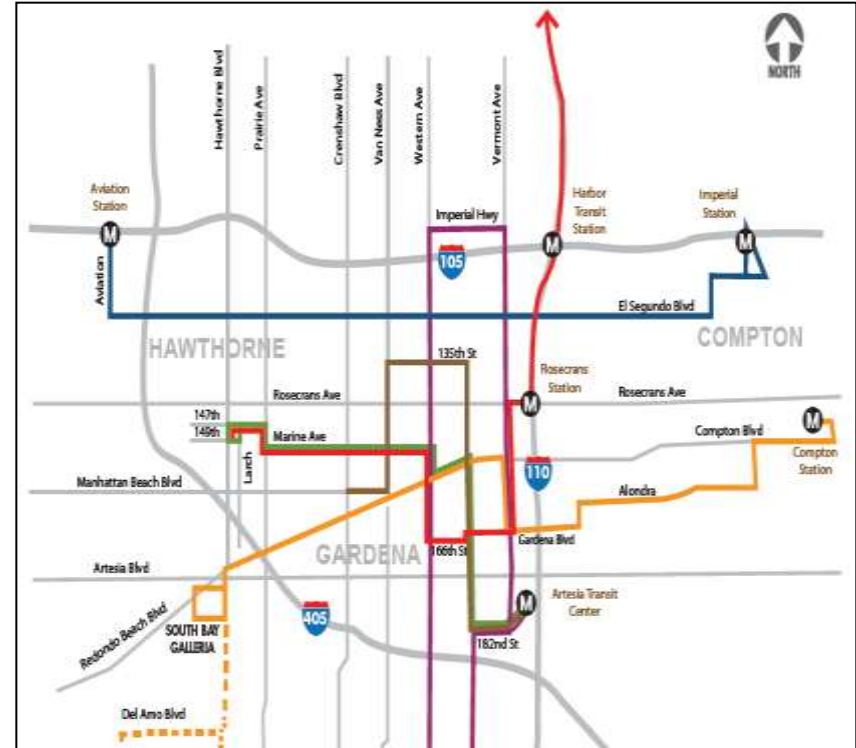 Hawthorne Blvd
Prairie Ave
Crenshaw Blvd
Van Ness Ave
Western Ave
Vermont Ave
NORTH
Aviation
Station
M
Imperial Hwy
Harbor
Transit
Station
M
Imperial
Station
M
105
Aviation
El Segundo Blvd
HAWTHORNE
COMPTON
135th St
Rosecrans
Station
M
Rosecrans Ave
Rosecrans Ave
147th
149th
Marine Ave
Larch
Compton Blvd
M
Compton
Station
110
Manhattan Beach Blvd
Alondra
GARDENA
166th St
Gardena Blvd
Artesia Blvd
M
Artesia Transit
Center
Redondo Beach Blvd
SOUTH BAY
GALLERIA
405
182nd St
Del Amo Blvd